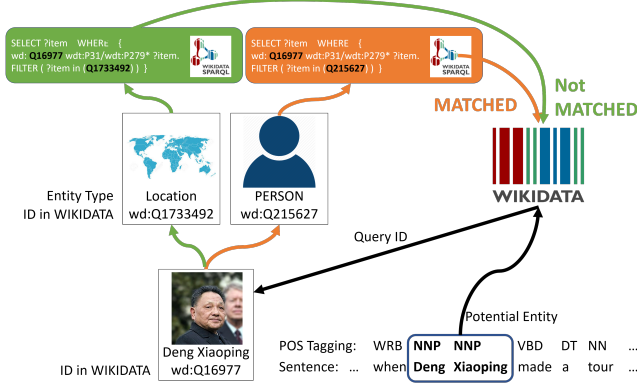 SELECT ?item WHERE {
wd: Q16977 wdt:P31/wdt:P279* ?item.
FILTER ( ?item in (Q1733492) ) }
WIKIDATA
SPARQL
SELECT ?item WHERE {
wd: Q16977 wdt:P31/wdt:P279* ?item.
FILTER ( ?item in (Q215627) ) }
WIKIDATA
SPARQL
MATCHED
Not
MATCHED
WIKIDATA
Entity Type
ID in WIKIDATA
Location
wd:Q1733492
PERSON
wd:Q215627
Query ID
Potential Entity
Deng Xiaoping
wd:Q16977
ID in WIKIDATA
POS Tagging: WRB NNP NNP VBD DT NN ...
Sentence: ... when Deng Xiaoping made a tour ...